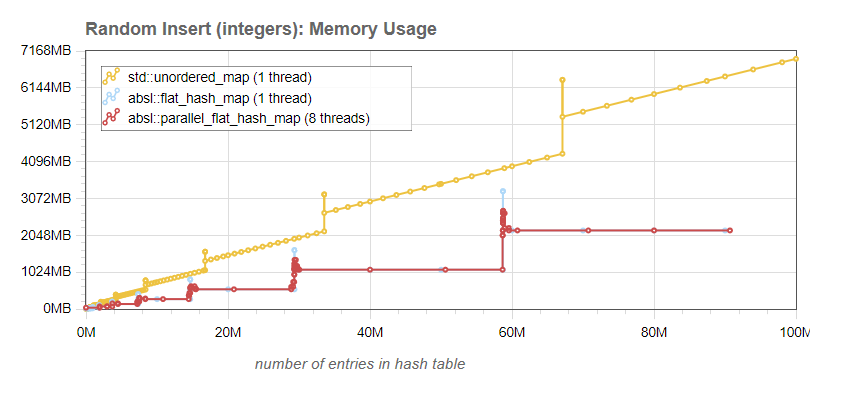 Random Insert (integers): Memory Usage
7168MB
6144MB
5120MB
4096MB
3072MB
2048MB
1024MB
0MB
std::unordered_map (1 thread)
absl::flat_hash_map (1 thread)
absl::parallel_flat_hash_map (8 threads)
0M 20M 40M 60M 80M 100M
number of entries in hash table